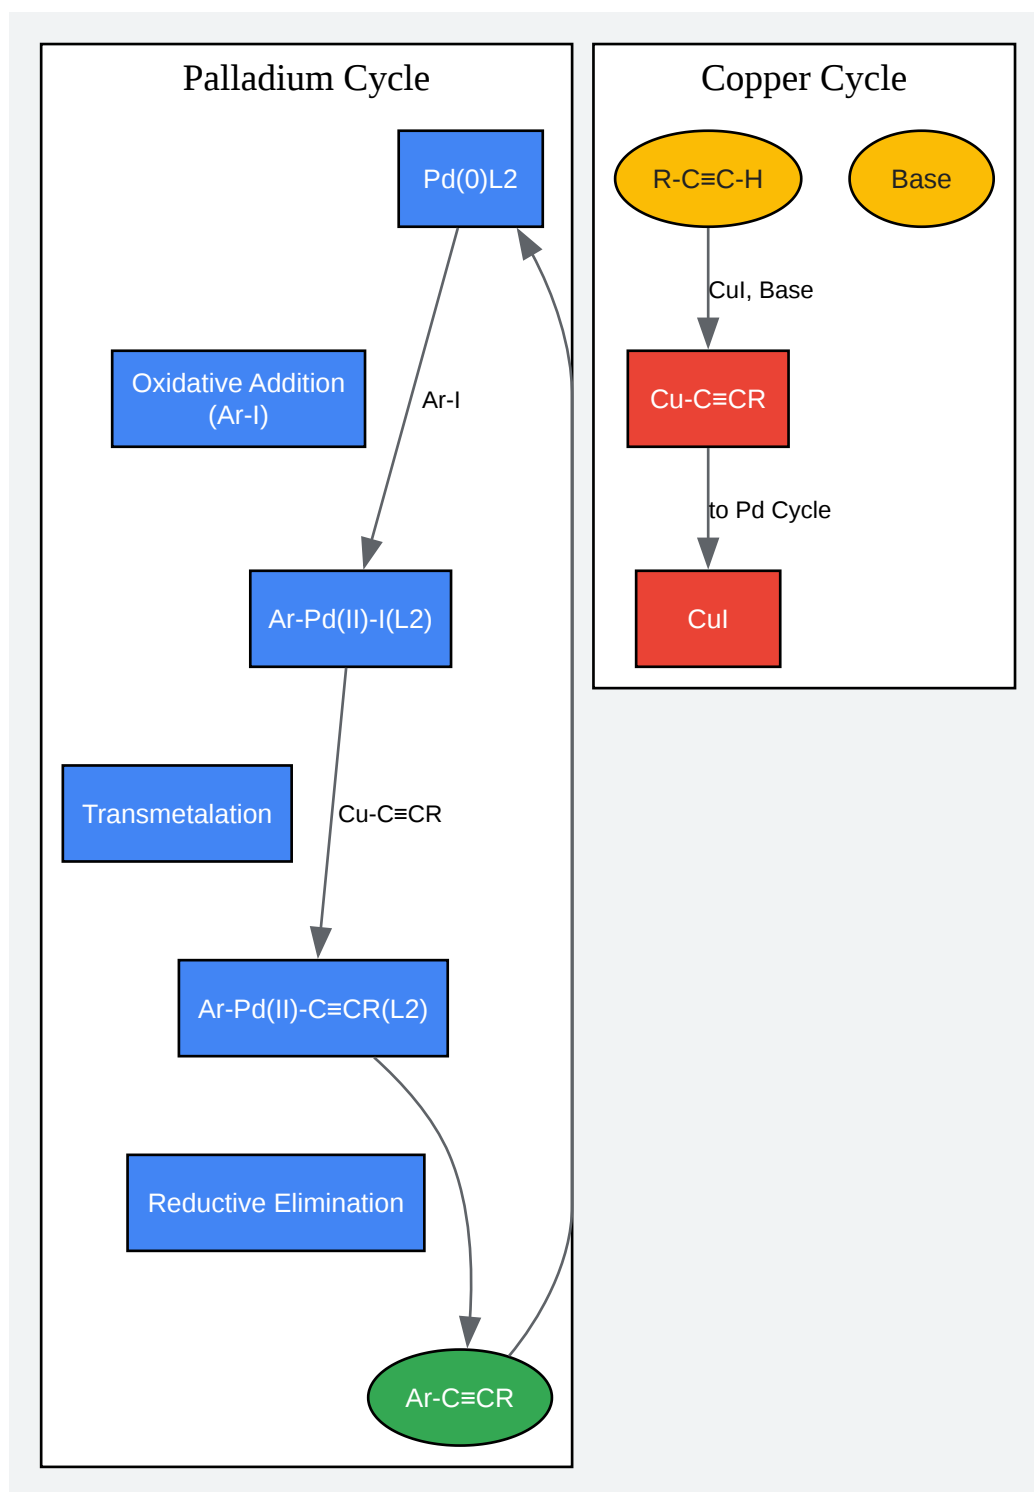 Palladium Cycle
Pd(0)L2
Oxidative Addition
(Ar-I)
Ar-I
Ar-Pd(II)-I(L2)
Transmetalation
Cu-C≡CR
Ar-Pd(II)-C≡CR(L2)
Reductive Elimination
Ar-C≡CR
Copper Cycle
R-C≡C-H
Base
CuI, Base
Cu-C≡CR
to Pd Cycle
CuI